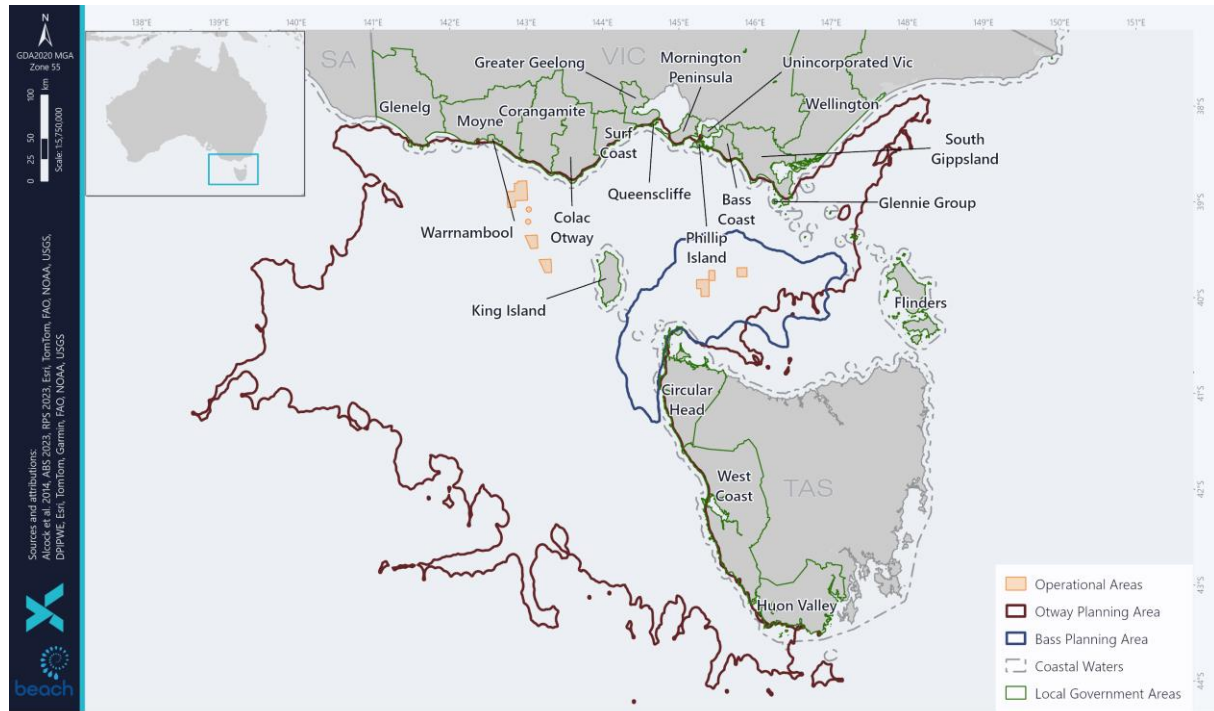 138°E
139°E
140°E
141°E
142°E
143°E
144°E
145°E
146°E
147°E
148°E
149°E
150°E
151°E
N
GDA2020 MGA
Zone 55
km
100
50
25
0
Scale: 1:5,750,000
Sources and attributions:
Alcock et al. 2014, ABS 2023, RPS 2023, Esri, TomTom, FAO, NOAA, USGS,
DPIPWE, Esri, TomTom, Garmin, FAO, NOAA, USGS
beach
SA
VIC
TAS
Greater Geelong
Mornington
Peninsula
Unincorporated Vic
Glenelg
Moyne
Corangamite
Surf
Coast
Wellington
South
Gippsland
Queenscliffe
Bass
Coast
Glennie Group
Warrnambool
Colac
Otway
Phillip
Island
King Island
Flinders
Circular
Head
West
Coast
Huon Valley
38°S
39°S
40°S
41°S
42°S
43°S
44°S
Operational Areas
Otway Planning Area
Bass Planning Area
Coastal Waters
Local Government Areas